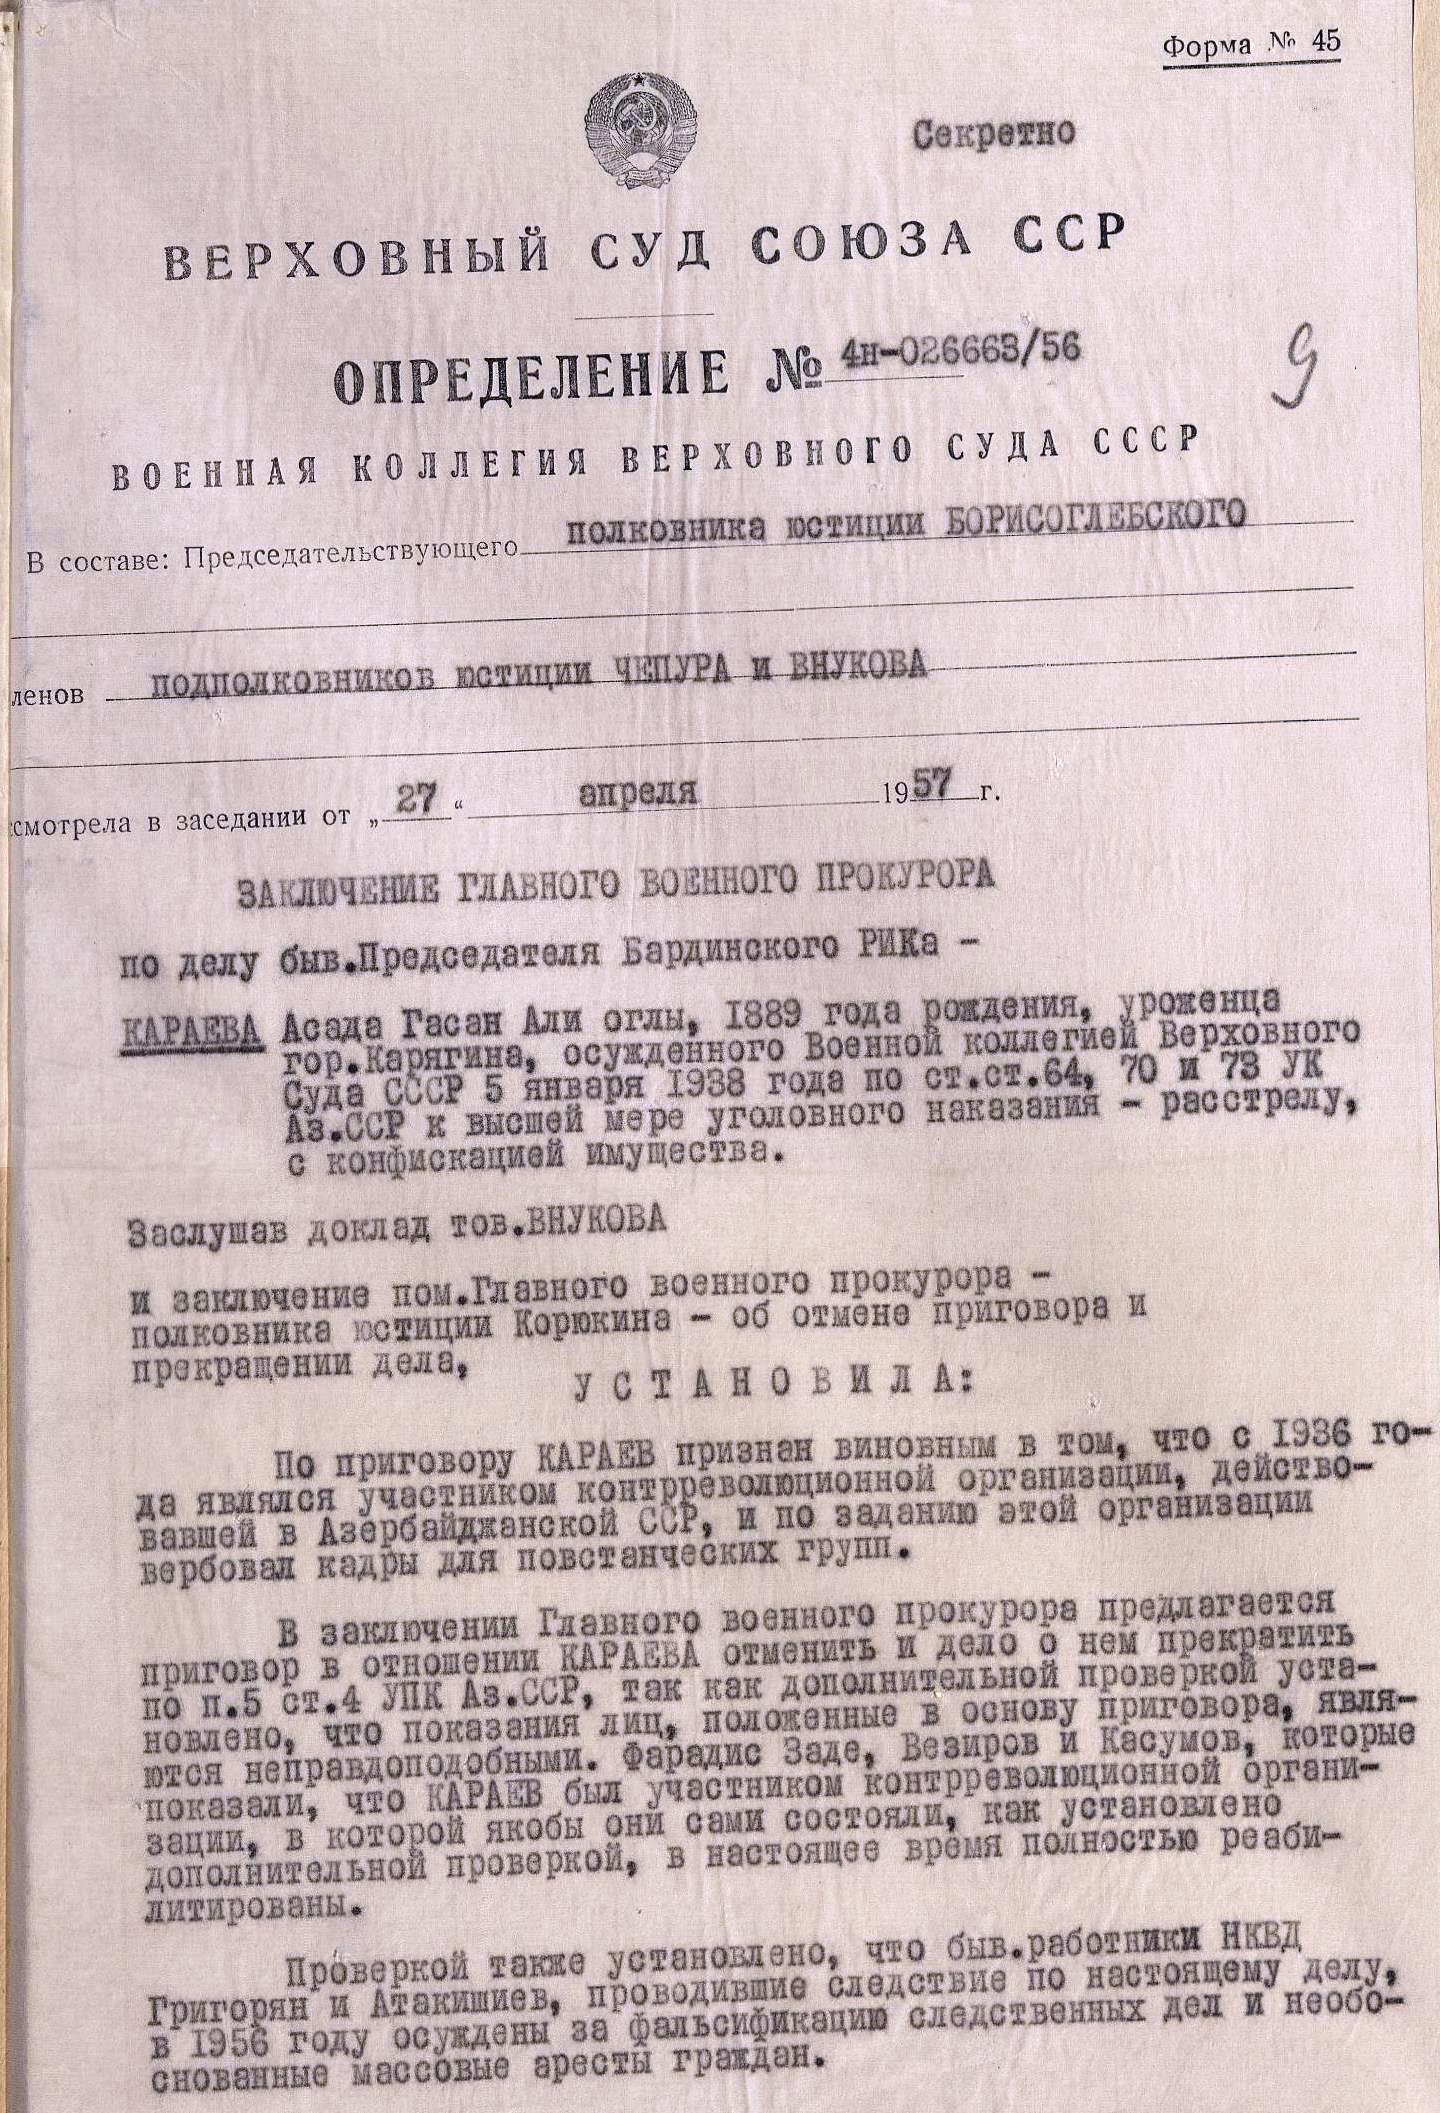 Форма № 45
Секретно
ВЕРХОВНЫЙ СУД СОЮЗА ССР
ОПРЕДЕЛЕНИЕ № 4н-026663/56
9
ВОЕННАЯ КОЛЛЕГИЯ ВЕРХОВНОГО СУДА СССР
В составе: Председательствующего полковника юстиции БОРИСОГЛЕБСКОГО
ленов подполковников юстиции ЧЕПУРА и ВНУКОВА
смотрела в заседании от „27“ апреля 1957 г.
ЗАКЛЮЧЕНИЕ ГЛАВНОГО ВОЕННОГО ПРОКУРОРА
по делу быв.Председателя Бардинского РИКа -
КАРАЕВА Асада Гасан Али оглы, 1889 года рождения, уроженца
гор.Карягина, осужденного Военной коллегией Верховного
Суда СССР 5 января 1938 года по ст.ст.64, 70 и 73 УК
Аз.ССР к высшей мере уголовного наказания - расстрелу,
с конфискацией имущества.
Заслушав доклад тов.ВНУКОВА
и заключение пом.Главного военного прокурора -
полковника юстиции Корюкина - об отмене приговора и
прекращении дела,
УСТАНОВИЛА:
По приговору КАРАЕВ признан виновным в том, что с 1936 го-
да являлся участником контрреволюционной организации, действо-
вавшей в Азербайджанской ССР, и по заданию этой организации
вербовал кадры для повстанческих групп.
В заключении Главного военного прокурора предлагается
приговор в отношении КАРАЕВА отменить и дело о нем прекратить
по п.5 ст.4 УПК Аз.ССР, так как дополнительной проверкой уста-
новлено, что показания лиц, положенные в основу приговора, явля-
ются неправдоподобными. Фарадис Заде, Везиров и Касумов, которые
показали, что КАРАЕВ был участником контрреволюционной органи-
зации, в которой якобы они сами состояли, как установлено
дополнительной проверкой, в настоящее время полностью реаби-
литированы.
Проверкой также установлено, что быв.работники НКВД
Григорян и Атакишиев, проводившие следствие по настоящему делу,
в 1956 году осуждены за фальсификацию следственных дел и необо-
снованные массовые аресты граждан.